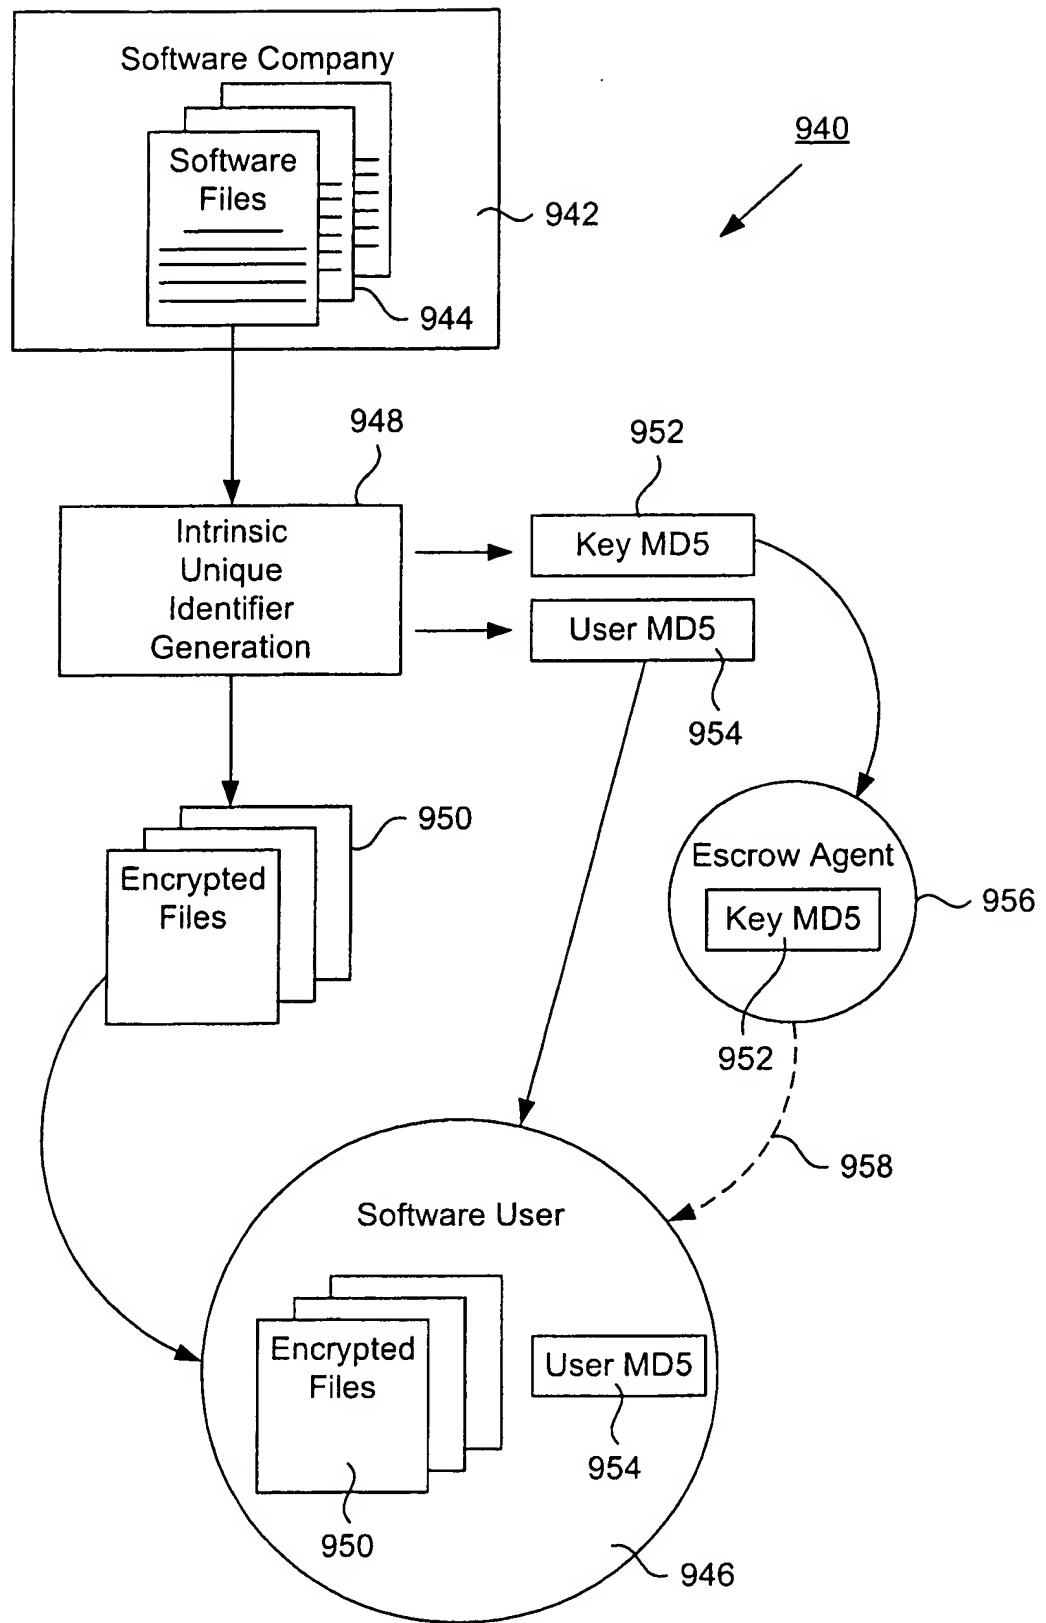 Software Company
940
Software
Files
942
944
948
952
Intrinsic
Unique
Identifier
Generation
Key MD5
User MD5
954
950
Encrypted
Files
Escrow Agent
Key MD5
956
952
958
Software User
Encrypted
Files
User MD5
954
950
946